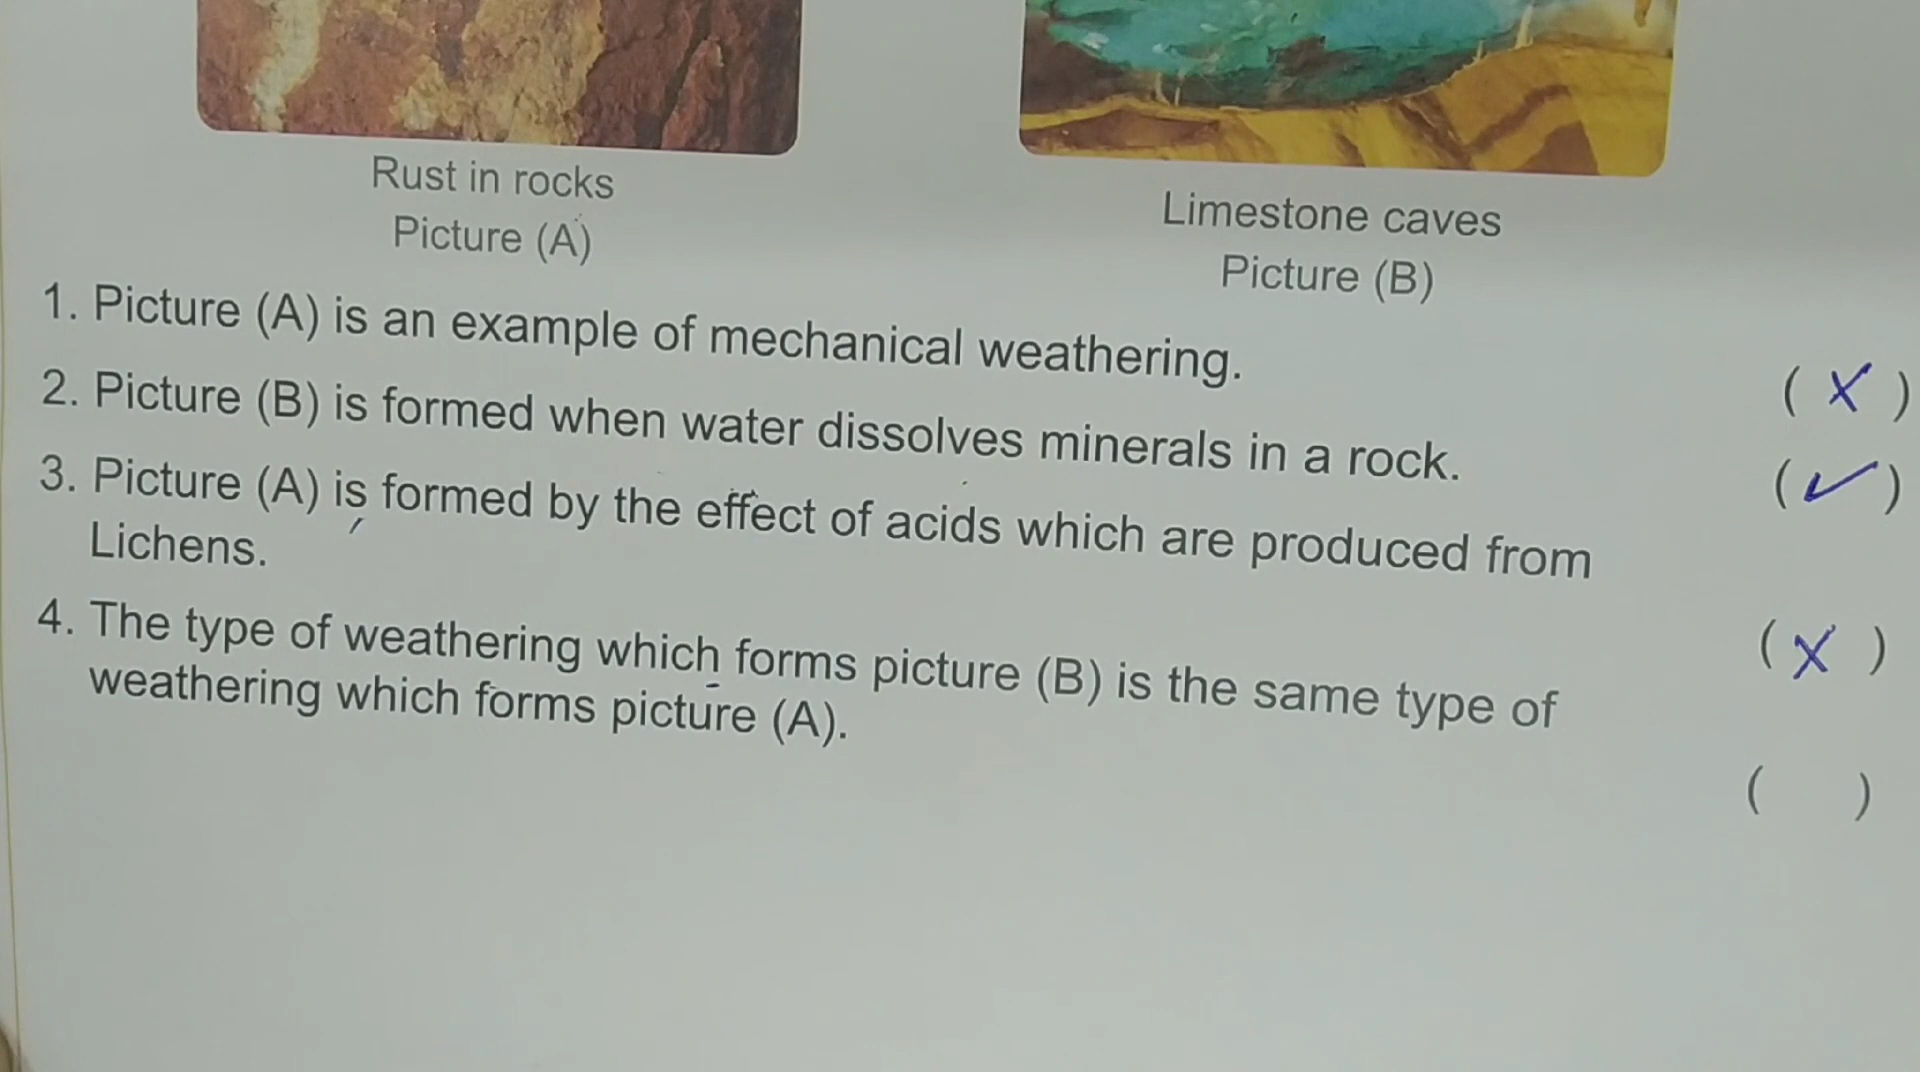 Rust in rocks
Picture (A)
Limestone caves
Picture (B)
1. Picture (A) is an example of mechanical weathering. ( X )
2. Picture (B) is formed when water dissolves minerals in a rock. ( ✓ )
3. Picture (A) is formed by the effect of acids which are produced from
Lichens. ( X )
4. The type of weathering which forms picture (B) is the same type of
weathering which forms picture (A). ( )